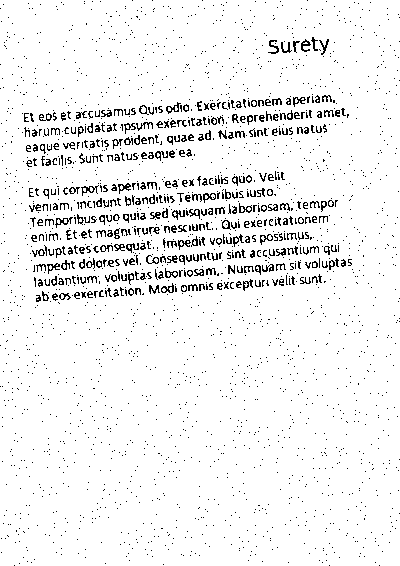 Surety
Et eos et accusamus Quis odio. Exercitationem aperiam,
harum cupidatat ipsum exercitation. Reprehenderit amet,
eaque veritatis proident, quae ad. Nam sint eius natus
et facilis. Sunt natus eaque ea.
Et qui corporis aperiam, ea ex facilis quo. Velit
veniam, incidunt blanditiis Temporibus iusto.
Temporibus quo quia sed quisquam laboriosam, tempor
enim. Et et magni irure nesciunt.. Qui exercitationem
voluptates consequat.. Impedit voluptas possimus,
impedit dolores vel. Consequuntur sint accusantium qui
laudantium, voluptas laboriosam,. Numquam sit voluptas
ab eos exercitation. Modi omnis excepturi velit sunt.